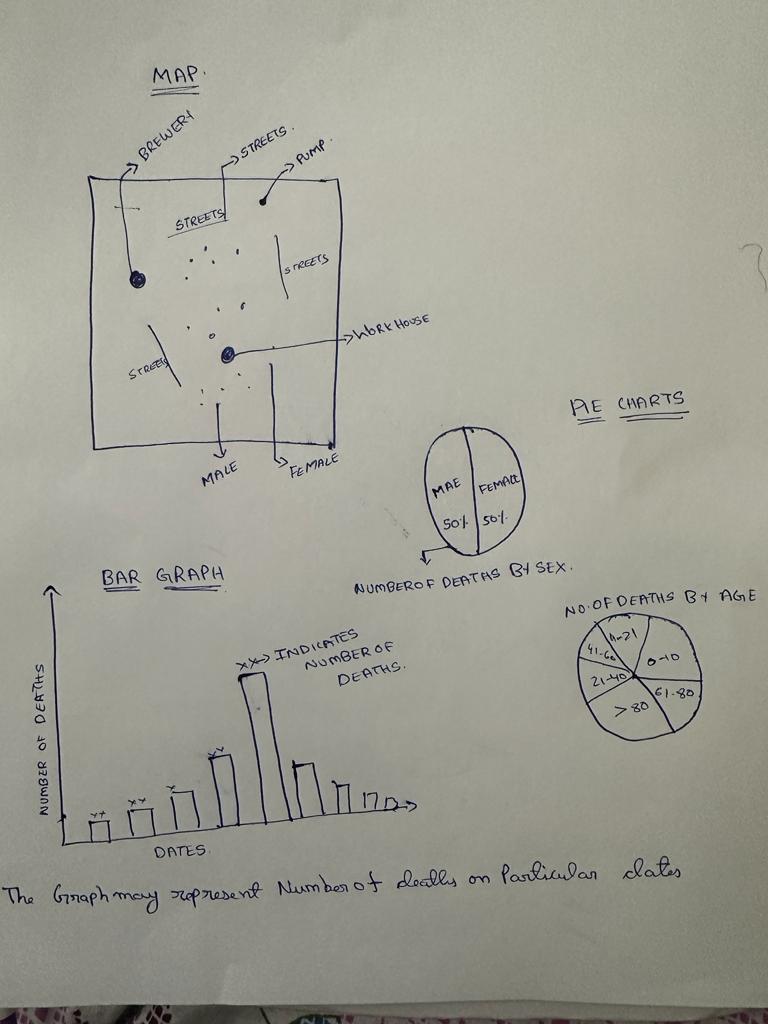 MAP.
BREWERY
STREETS.
PUMP.
STREETS
STREETS
WORKHOUSE
STREETS
MALE
FEMALE
PIE CHARTS
MAE
50%
FEMALE
50%
NUMBER OF DEATHS BY SEX.
BAR GRAPH
NO. OF DEATHS BY AGE
11-21
41-60
0-10
21-40
61-80
>80
XX → INDICATES
NUMBER OF
DEATHS.
NUMBER OF DEATHS
XX
XX
X
XX
DATES.
The Graph may represent Number of deaths on Particular dates